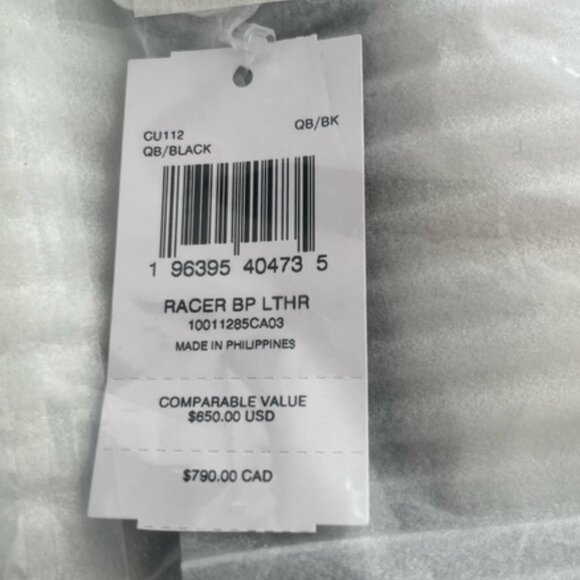 CU112 QB/BK
QB/BLACK
1 96395 40473 5
RACER BP LTHR
10011285CA03
MADE IN PHILIPPINES
COMPARABLE VALUE
$650.00 USD
$790.00 CAD